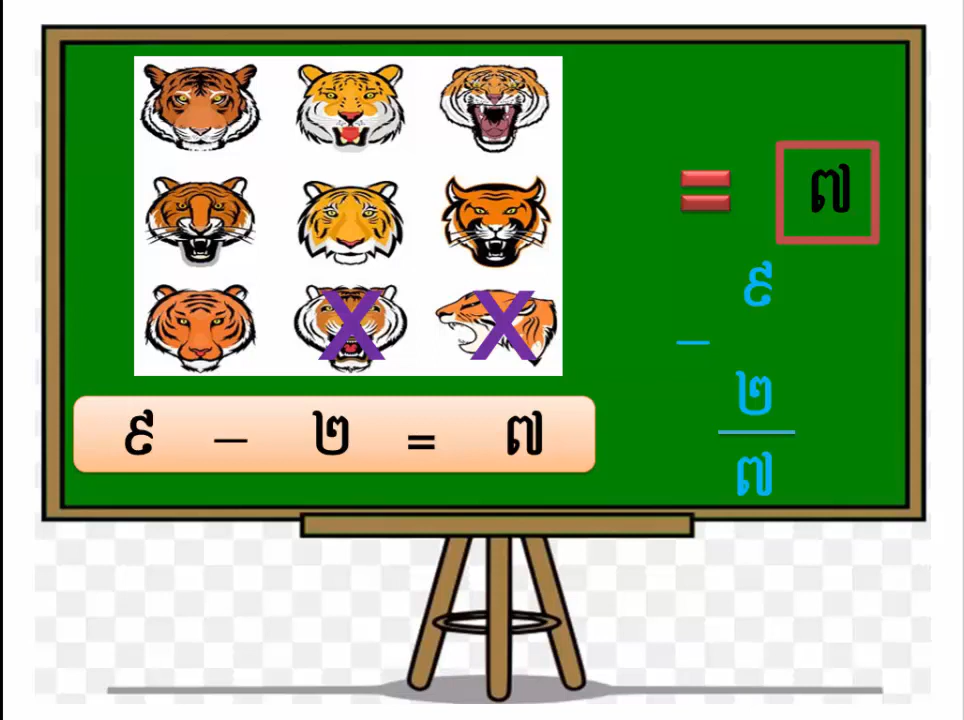 X X
= ៧
៩ − ២ = ៧
៩
−
២
៧